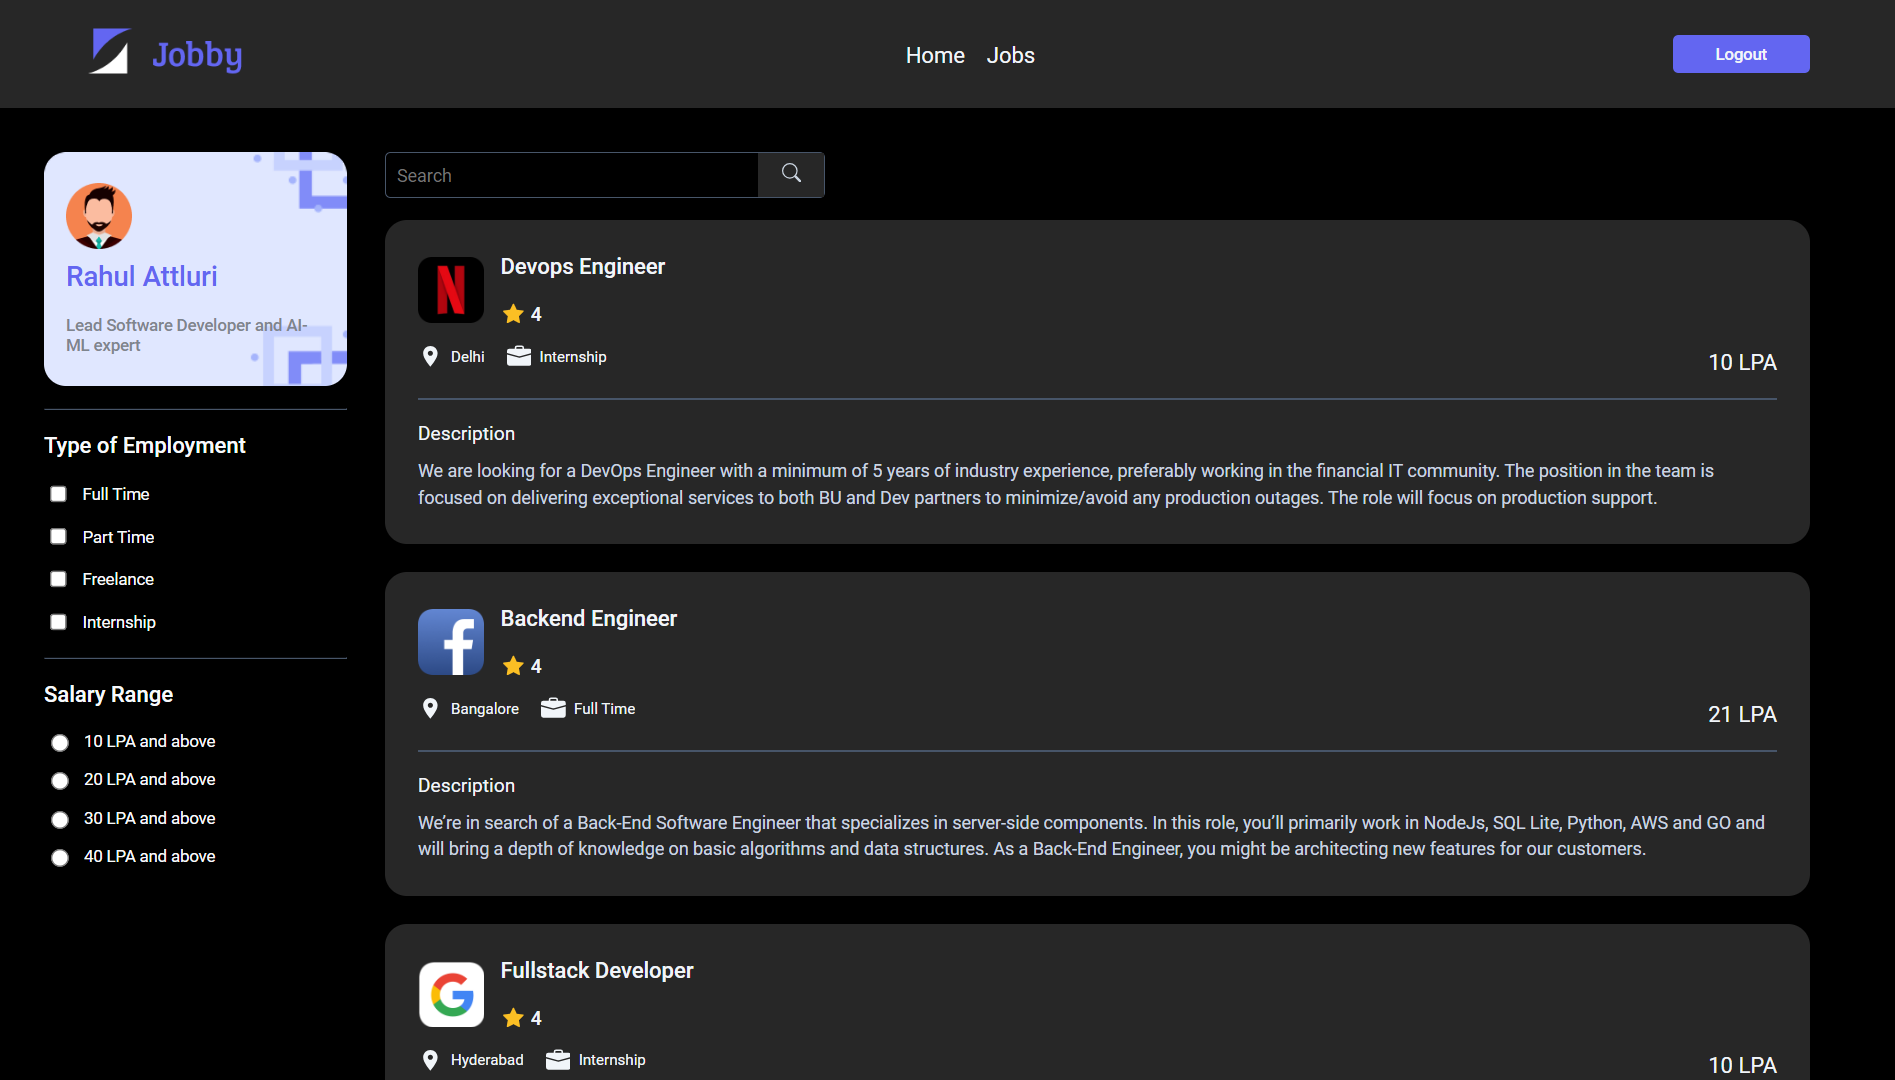 Jobby
Home Jobs
Logout
Rahul Attluri
Lead Software Developer and AI-
ML expert
Type of Employment
Full Time
Part Time
Freelance
Internship
Salary Range
10 LPA and above
20 LPA and above
30 LPA and above
40 LPA and above
Search
Devops Engineer
4
Delhi Internship
10 LPA
Description
We are looking for a DevOps Engineer with a minimum of 5 years of industry experience, preferably working in the financial IT community. The position in the team is
focused on delivering exceptional services to both BU and Dev partners to minimize/avoid any production outages. The role will focus on production support.
Backend Engineer
4
Bangalore Full Time
21 LPA
Description
We’re in search of a Back-End Software Engineer that specializes in server-side components. In this role, you’ll primarily work in NodeJs, SQL Lite, Python, AWS and GO and
will bring a depth of knowledge on basic algorithms and data structures. As a Back-End Engineer, you might be architecting new features for our customers.
Fullstack Developer
4
Hyderabad Internship
10 LPA